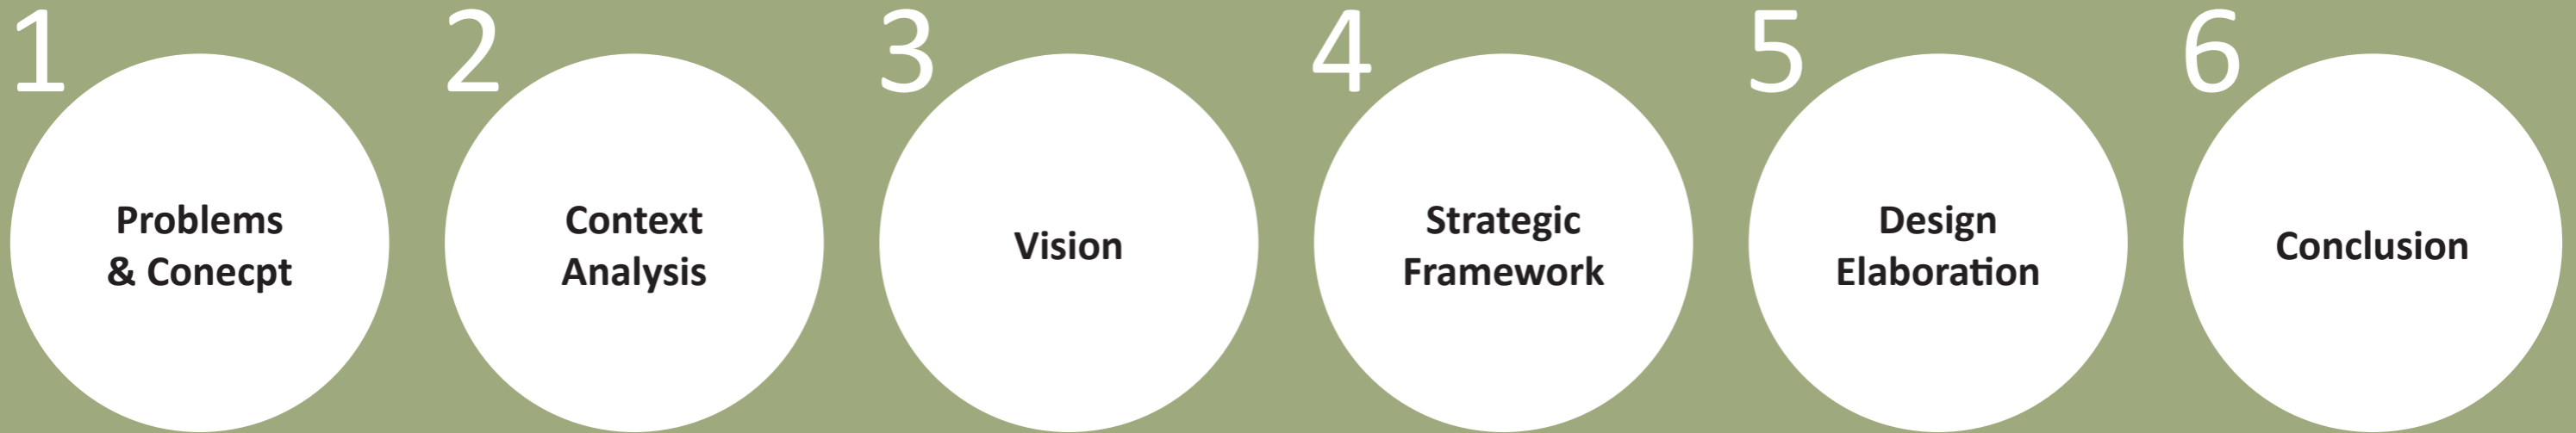 1
Problems
& Conecpt
2
Context
Analysis
3
Vision
4
Strategic
Framework
5
Design
Elaboration
6
Conclusion